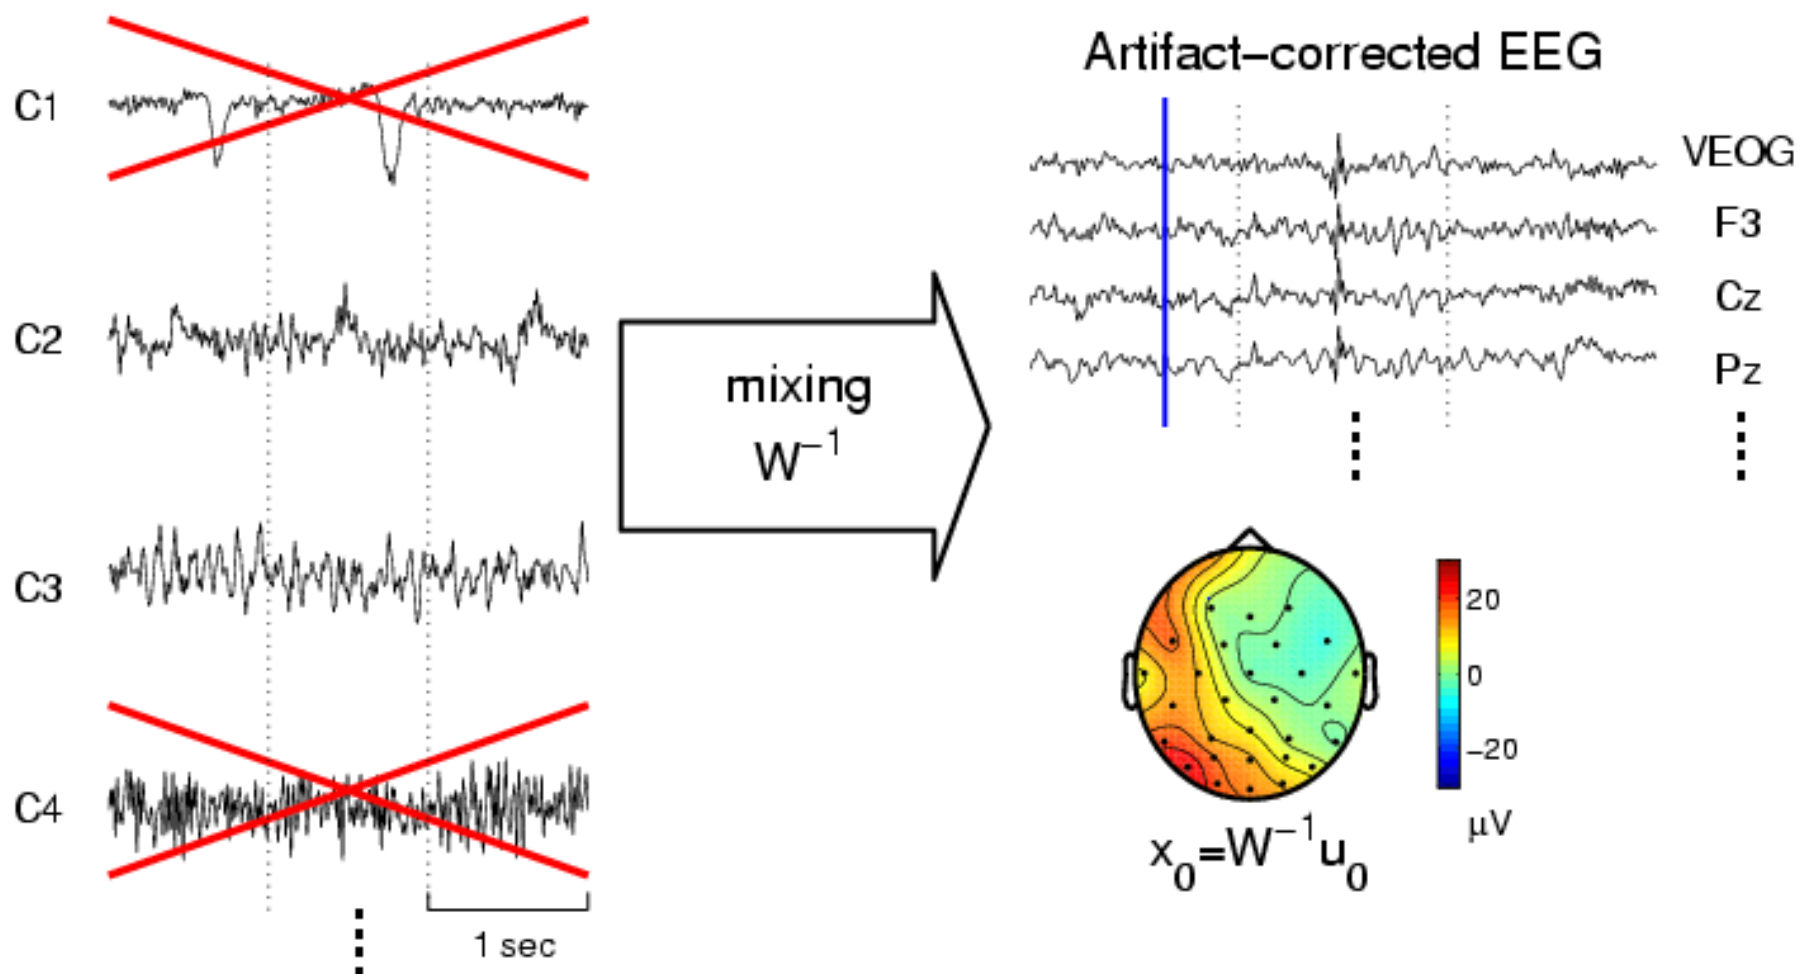 C1
C2
C3
C4
1 sec
mixing
W⁻¹
Artifact–corrected EEG
VEOG
F3
Cz
Pz
20
0
−20
μV
x₀=W⁻¹u₀